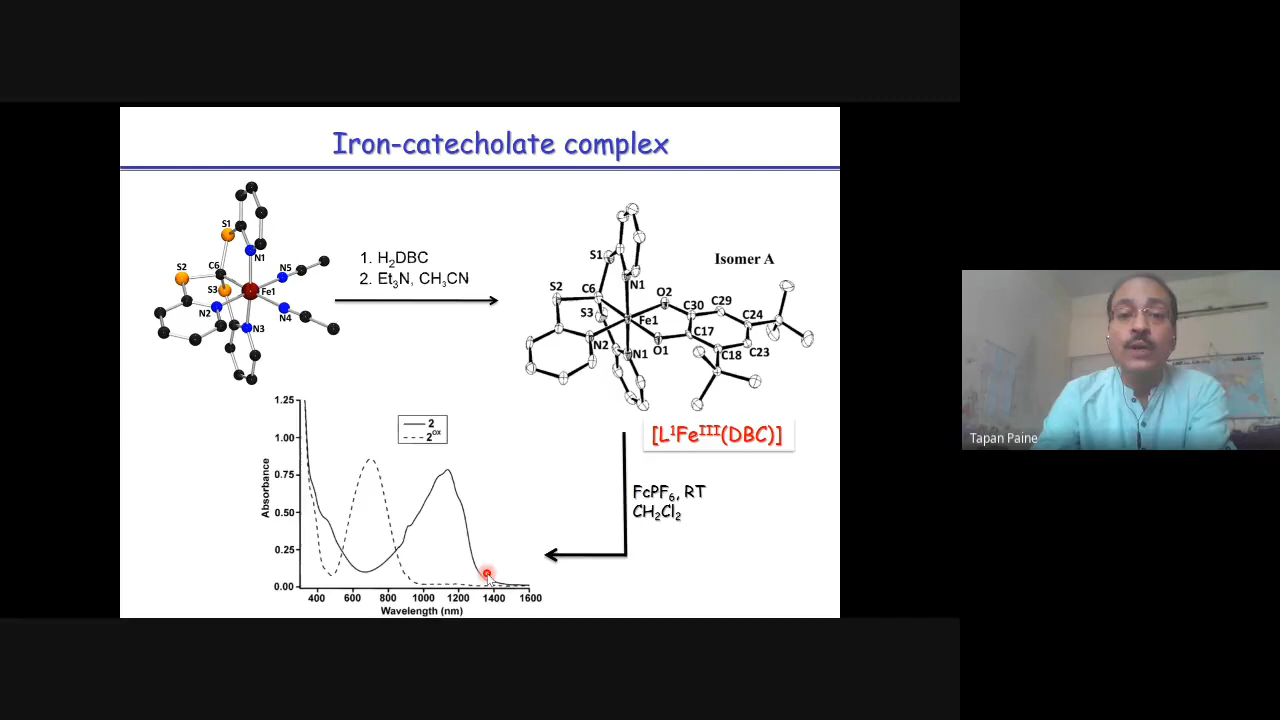 Iron-catecholate complex
S1
N1
S2
C6
N5
S3
Fe1
N2
N4
N3
1. H₂DBC
2. Et₃N, CH₃CN
Isomer A
S1
N1
S2
C6
O2
C30
C29
S3
Fe1
C24
C17
N2
O1
C18
C23
N1
[L¹Feᴵᴵᴵ(DBC)]
FcPF₆, RT
CH₂Cl₂
2
2ᵒˣ
1.25
1.00
0.75
0.50
0.25
0.00
Absorbance
400 600 800 1000 1200 1400 1600
Wavelength (nm)
Tapan Paine